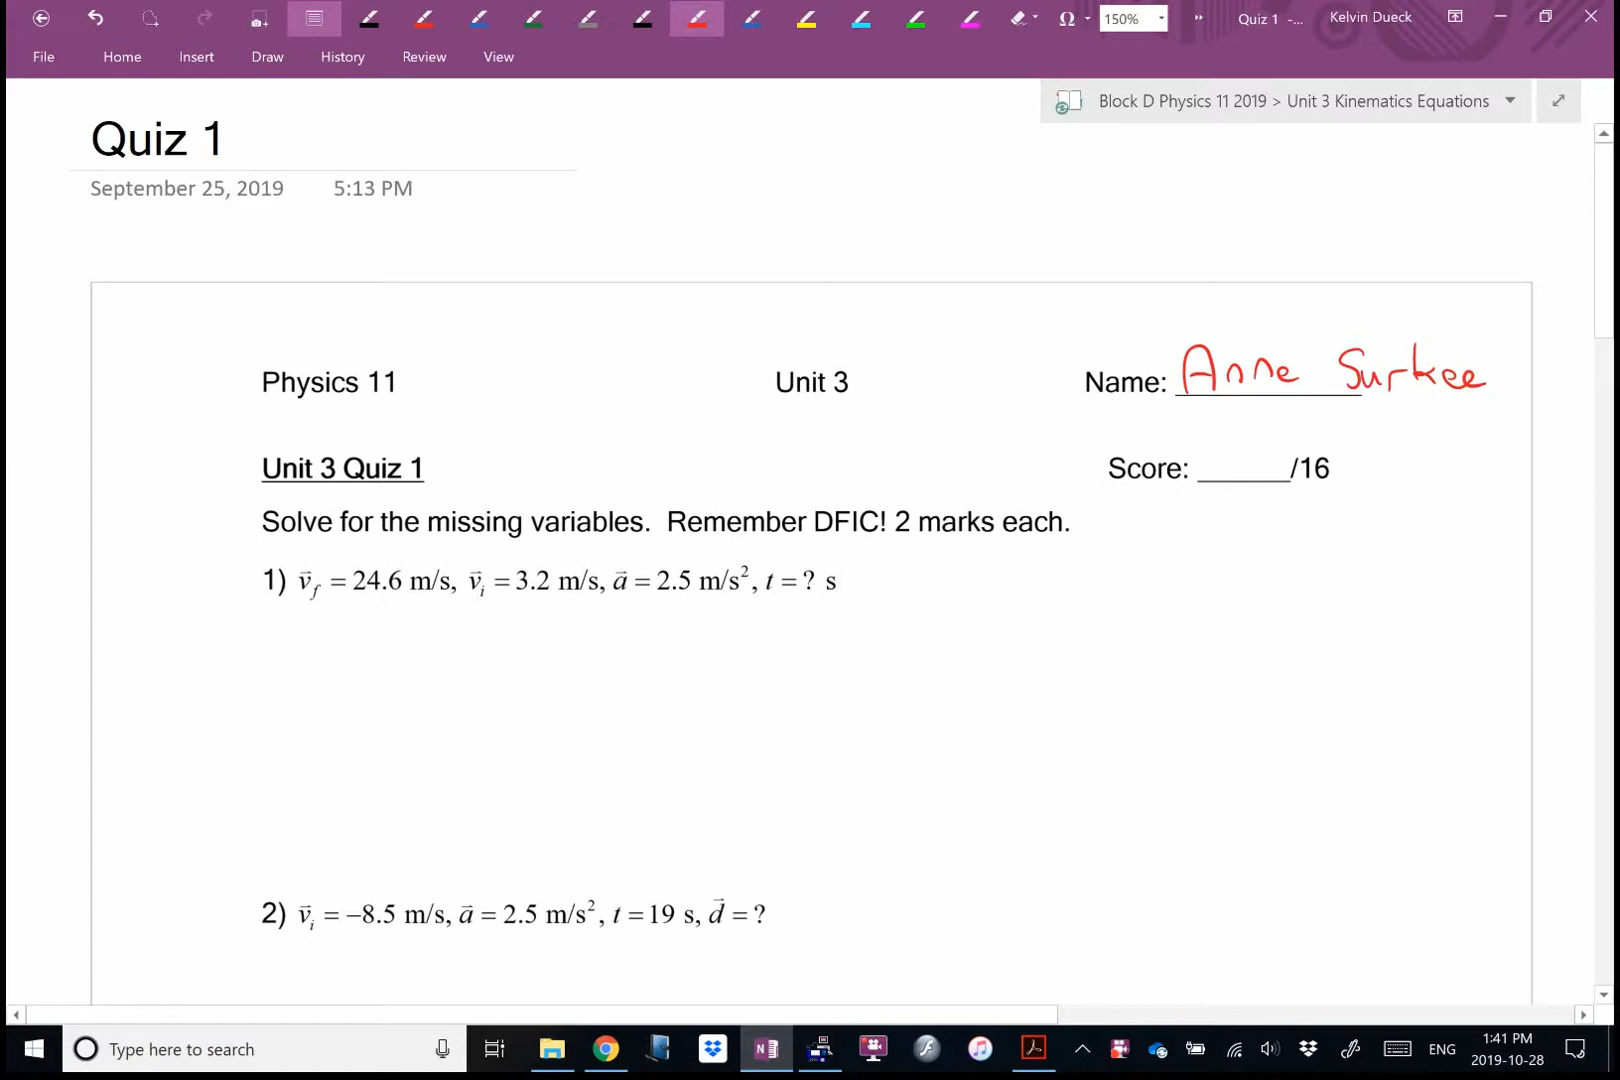 150% Quiz 1 -... Kelvin Dueck
File Home Insert Draw History Review View
Block D Physics 11 2019 > Unit 3 Kinematics Equations
Quiz 1
September 25, 2019 5:13 PM
Physics 11 Unit 3 Name: Anne Surkee
Unit 3 Quiz 1 Score: ______/16
Solve for the missing variables. Remember DFIC! 2 marks each.
1) v⃗_f = 24.6 m/s, v⃗_i = 3.2 m/s, a⃗ = 2.5 m/s², t = ? s
2) v⃗_i = −8.5 m/s, a⃗ = 2.5 m/s², t = 19 s, d⃗ = ?
Type here to search ENG 1:41 PM
2019-10-28